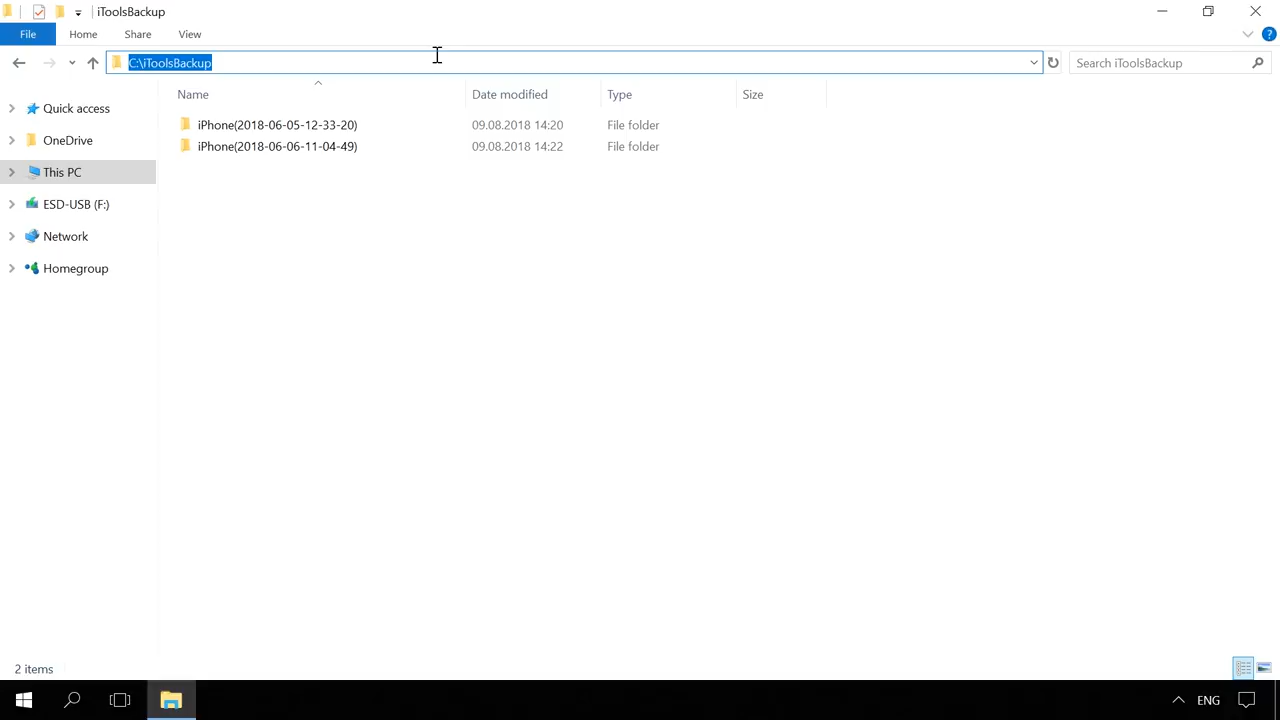 iToolsBackup
File Home Share View ?
C:\iToolsBackup Search iToolsBackup
Name Date modified Type Size
Quick access
OneDrive
This PC
ESD-USB (F:)
Network
Homegroup
iPhone(2018-06-05-12-33-20) 09.08.2018 14:20 File folder
iPhone(2018-06-06-11-04-49) 09.08.2018 14:22 File folder
2 items
ENG